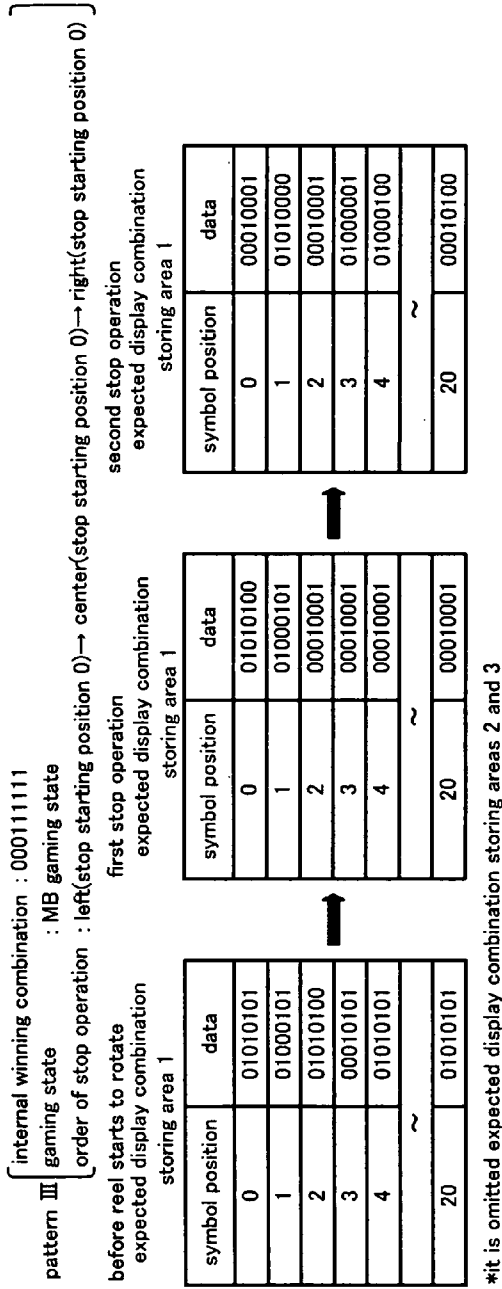 pattern III
internal winning combination : 000111111
gaming state : MB gaming state
order of stop operation : left(stop starting position 0)→ center(stop starting position 0)→ right(stop starting position 0)
before reel starts to rotate
expected display combination
storing area 1
symbol position data
0 01010101
1 01000101
2 01010100
3 00010101
4 01010101
~
20 01010101
first stop operation
expected display combination
storing area 1
symbol position data
0 01010100
1 01000101
2 00010001
3 00010001
4 00010001
~
20 00010001
second stop operation
expected display combination
storing area 1
symbol position data
0 00010001
1 01010000
2 00010001
3 01000001
4 01000100
~
20 00010100
*it is omitted expected display combination storing areas 2 and 3